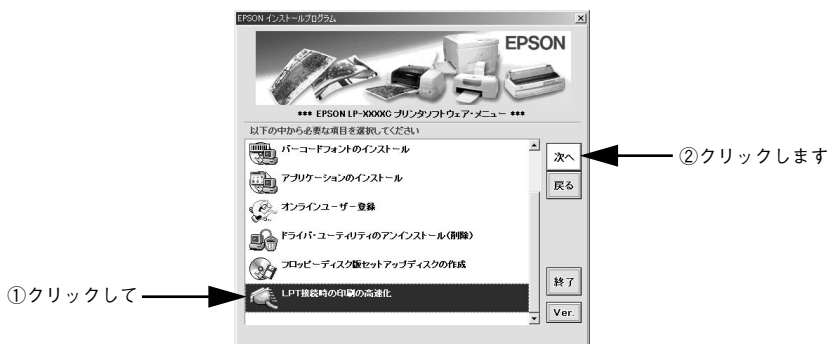 EPSON インストールプログラム
EPSON
*** EPSON LP-XXXXC プリンタソフトウェア・メニュー ***
以下の中から必要な項目を選択してください
バーコードフォントのインストール
アプリケーションのインストール
オンラインユーザー登録
ドライバ・ユーティリティのアンインストール(削除)
フロッピーディスク版セットアップディスクの作成
LPT接続時の印刷の高速化
次へ
戻る
終了
Ver.
①クリックして
②クリックします